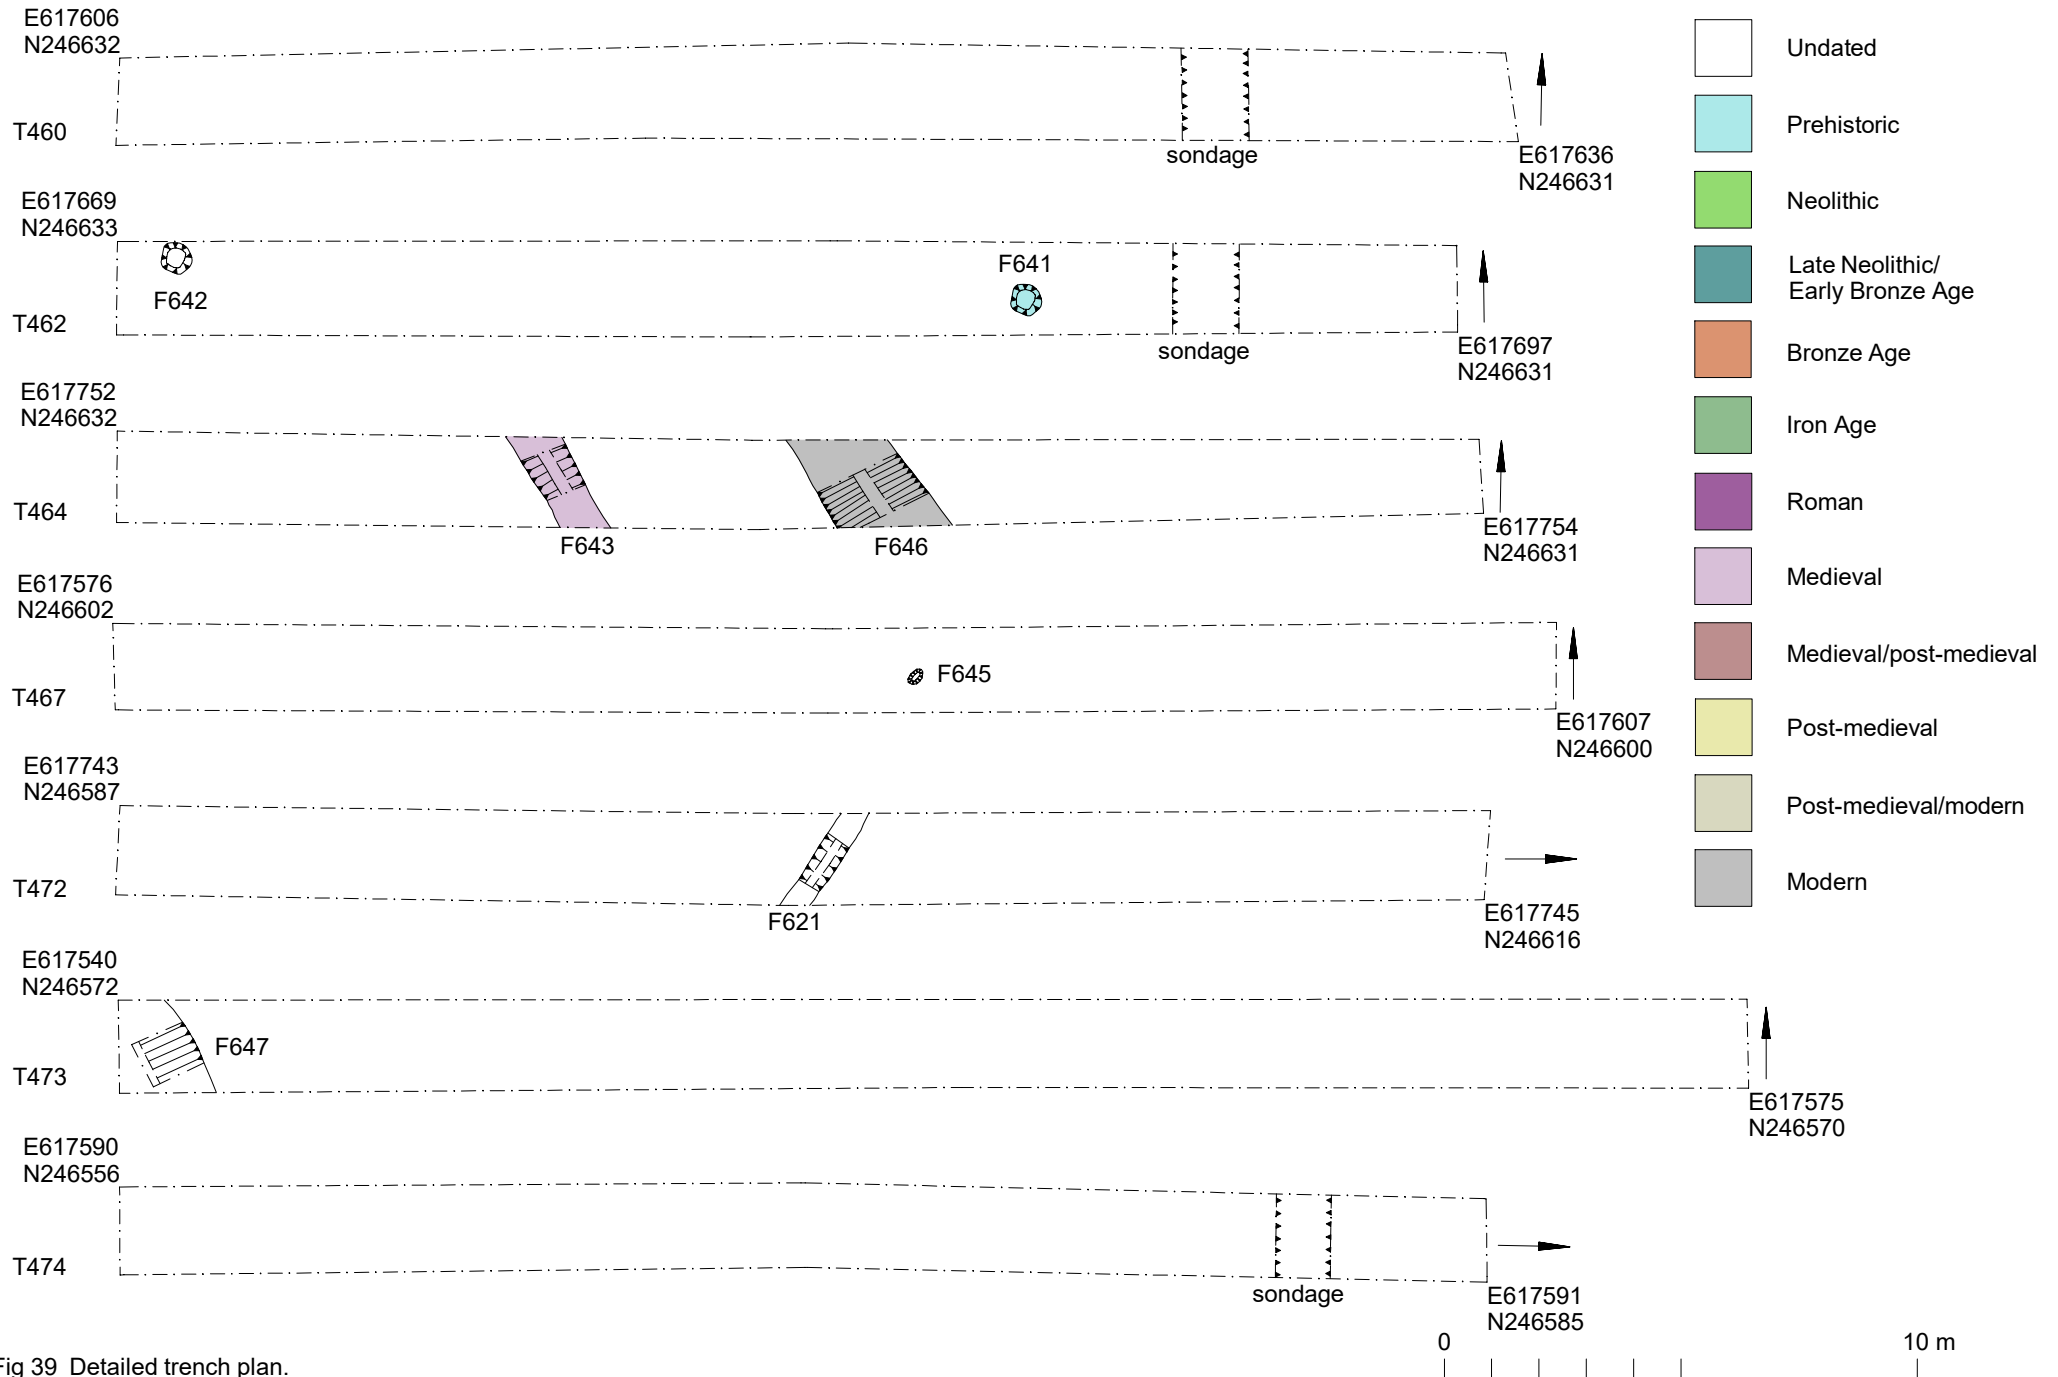 E617606
N246632
T460
sondage
E617636
N246631
E617669
N246633
F642
F641
T462
sondage
E617697
N246631
E617752
N246632
T464
F643
F646
E617754
N246631
E617576
N246602
F645
T467
E617607
N246600
E617743
N246587
T472
F621
E617745
N246616
E617540
N246572
F647
T473
E617575
N246570
E617590
N246556
T474
sondage
E617591
N246585
Undated
Prehistoric
Neolithic
Late Neolithic/
Early Bronze Age
Bronze Age
Iron Age
Roman
Medieval
Medieval/post-medieval
Post-medieval
Post-medieval/modern
Modern
0 10 m
Fig 39 Detailed trench plan.